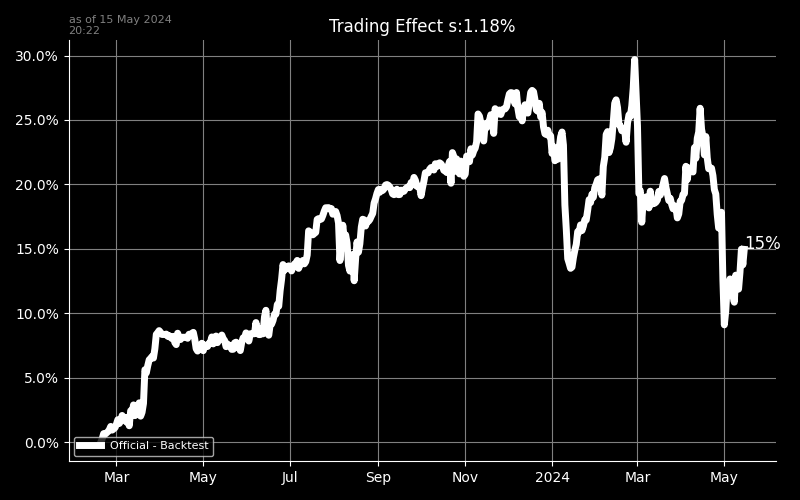 as of 15 May 2024
20:22
Trading Effect s:1.18%
30.0%
25.0%
20.0%
15.0%
15%
10.0%
5.0%
0.0%
Official - Backtest
Mar May Jul Sep Nov 2024 Mar May